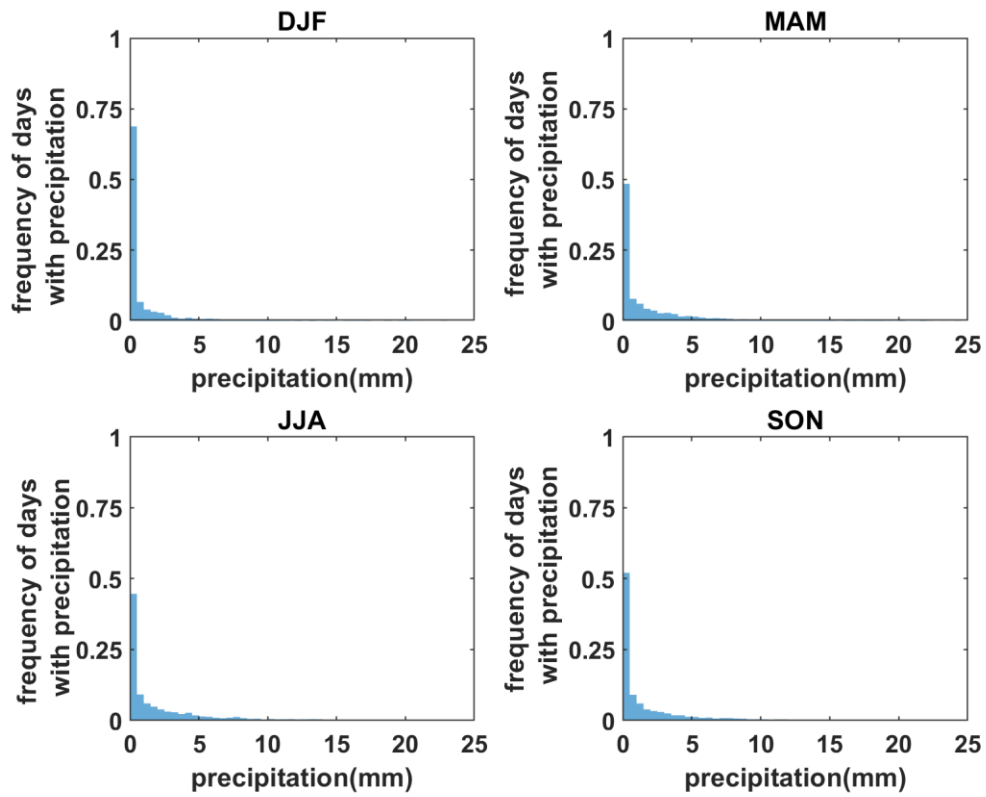 DJF
1
0.75
0.5
0.25
0
frequency of days
with precipitation
0 5 10 15 20 25
precipitation(mm)
MAM
1
0.75
0.5
0.25
0
frequency of days
with precipitation
0 5 10 15 20 25
precipitation(mm)
JJA
1
0.75
0.5
0.25
0
frequency of days
with precipitation
0 5 10 15 20 25
precipitation(mm)
SON
1
0.75
0.5
0.25
0
frequency of days
with precipitation
0 5 10 15 20 25
precipitation(mm)